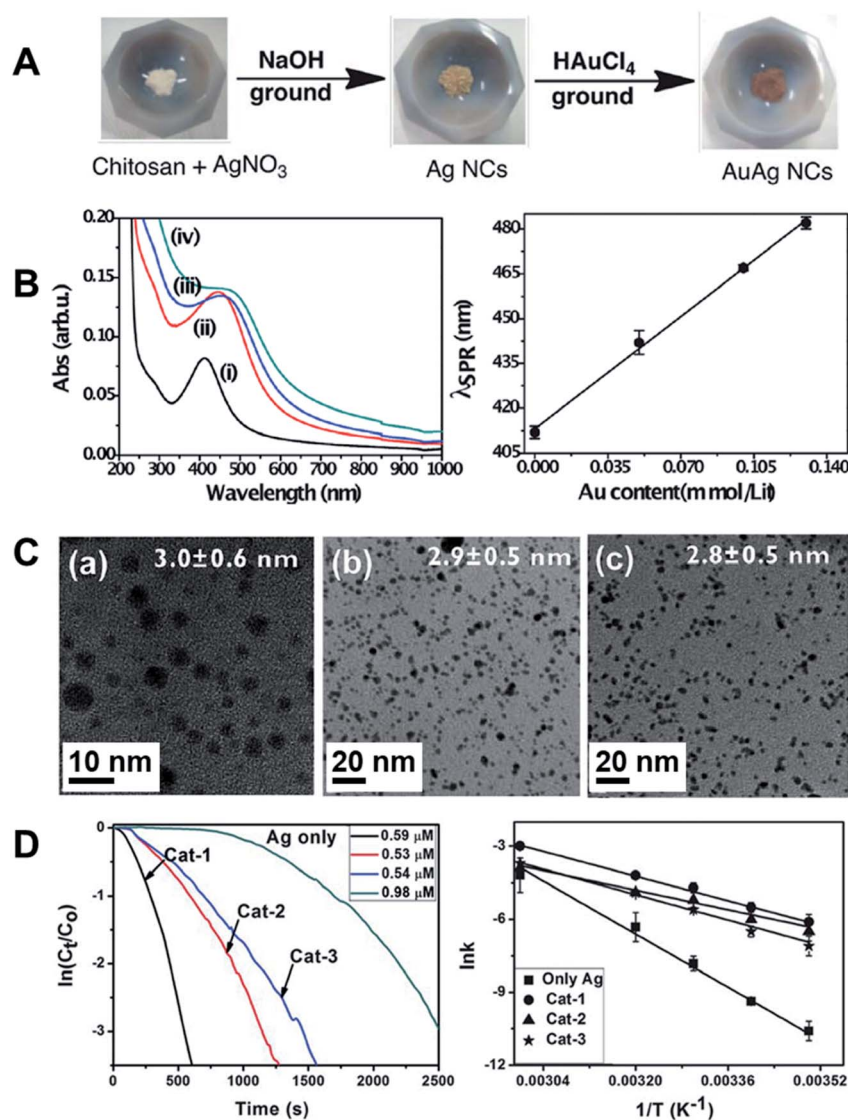 A
NaOH
ground
HAuCl4
ground
Chitosan + AgNO3
Ag NCs
AuAg NCs
B
0.20
0.15
0.10
0.05
0.00
Abs (arb.u.)
(iv)
(iii)
(ii)
(i)
200 300 400 500 600 700 800 900 1000
Wavelength (nm)
480
465
450
435
420
405
λSPR (nm)
0.000 0.035 0.070 0.105 0.140
Au content(m mol/Lit)
C
(a) 3.0±0.6 nm
10 nm
(b) 2.9±0.5 nm
20 nm
(c) 2.8±0.5 nm
20 nm
D
0
-1
-2
-3
ln(Ct/Co)
Ag only
0.59 μM
0.53 μM
0.54 μM
0.98 μM
Cat-1
Cat-2
Cat-3
0 500 1000 1500 2000 2500
Time (s)
-3
-6
-9
-12
lnk
Only Ag
Cat-1
Cat-2
Cat-3
0.00304 0.00320 0.00336 0.00352
1/T (K-1)